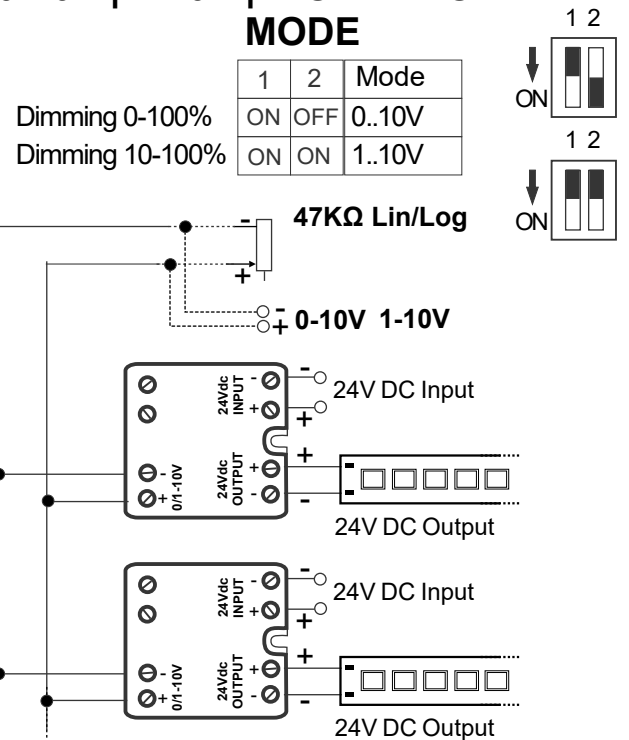 MODE
1 2
1 2 Mode
ON
Dimming 0-100% ON OFF 0..10V
Dimming 10-100% ON ON 1..10V
1 2
ON
- 47KΩ Lin/Log
+
- 0-10V 1-10V
+
24Vdc INPUT - - 24V DC Input
+ +
24Vdc OUTPUT + +
- 0/1-10V - -
+
24V DC Output
24Vdc INPUT - - 24V DC Input
+ +
24Vdc OUTPUT + +
- 0/1-10V - -
+
24V DC Output